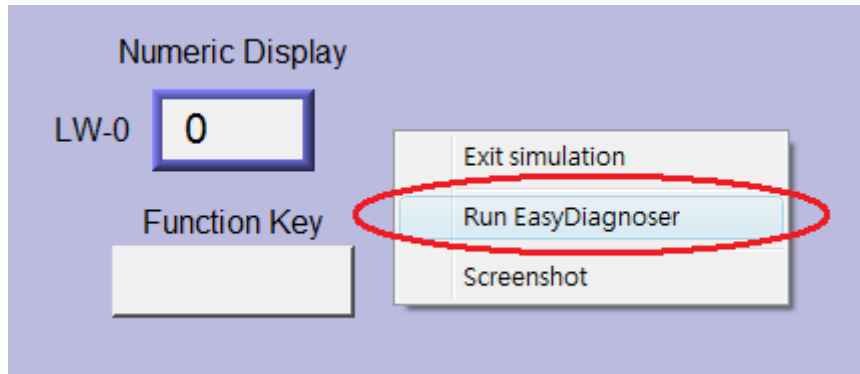 Numeric Display
LW-0
0
Function Key
Exit simulation
Run EasyDiagnoser
Screenshot